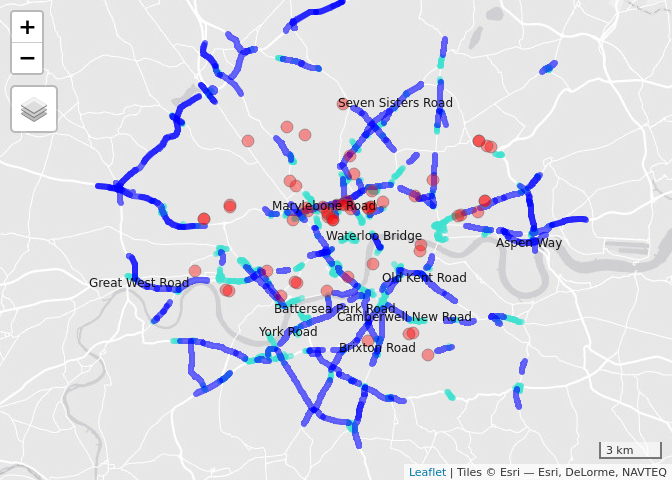 +
−
Seven Sisters Road
Marylebone Road
Waterloo Bridge
Aspen Way
Great West Road
Old Kent Road
Battersea Park Road
Camberwell New Road
York Road
Brixton Road
3 km
Leaflet | Tiles © Esri — Esri, DeLorme, NAVTEQ